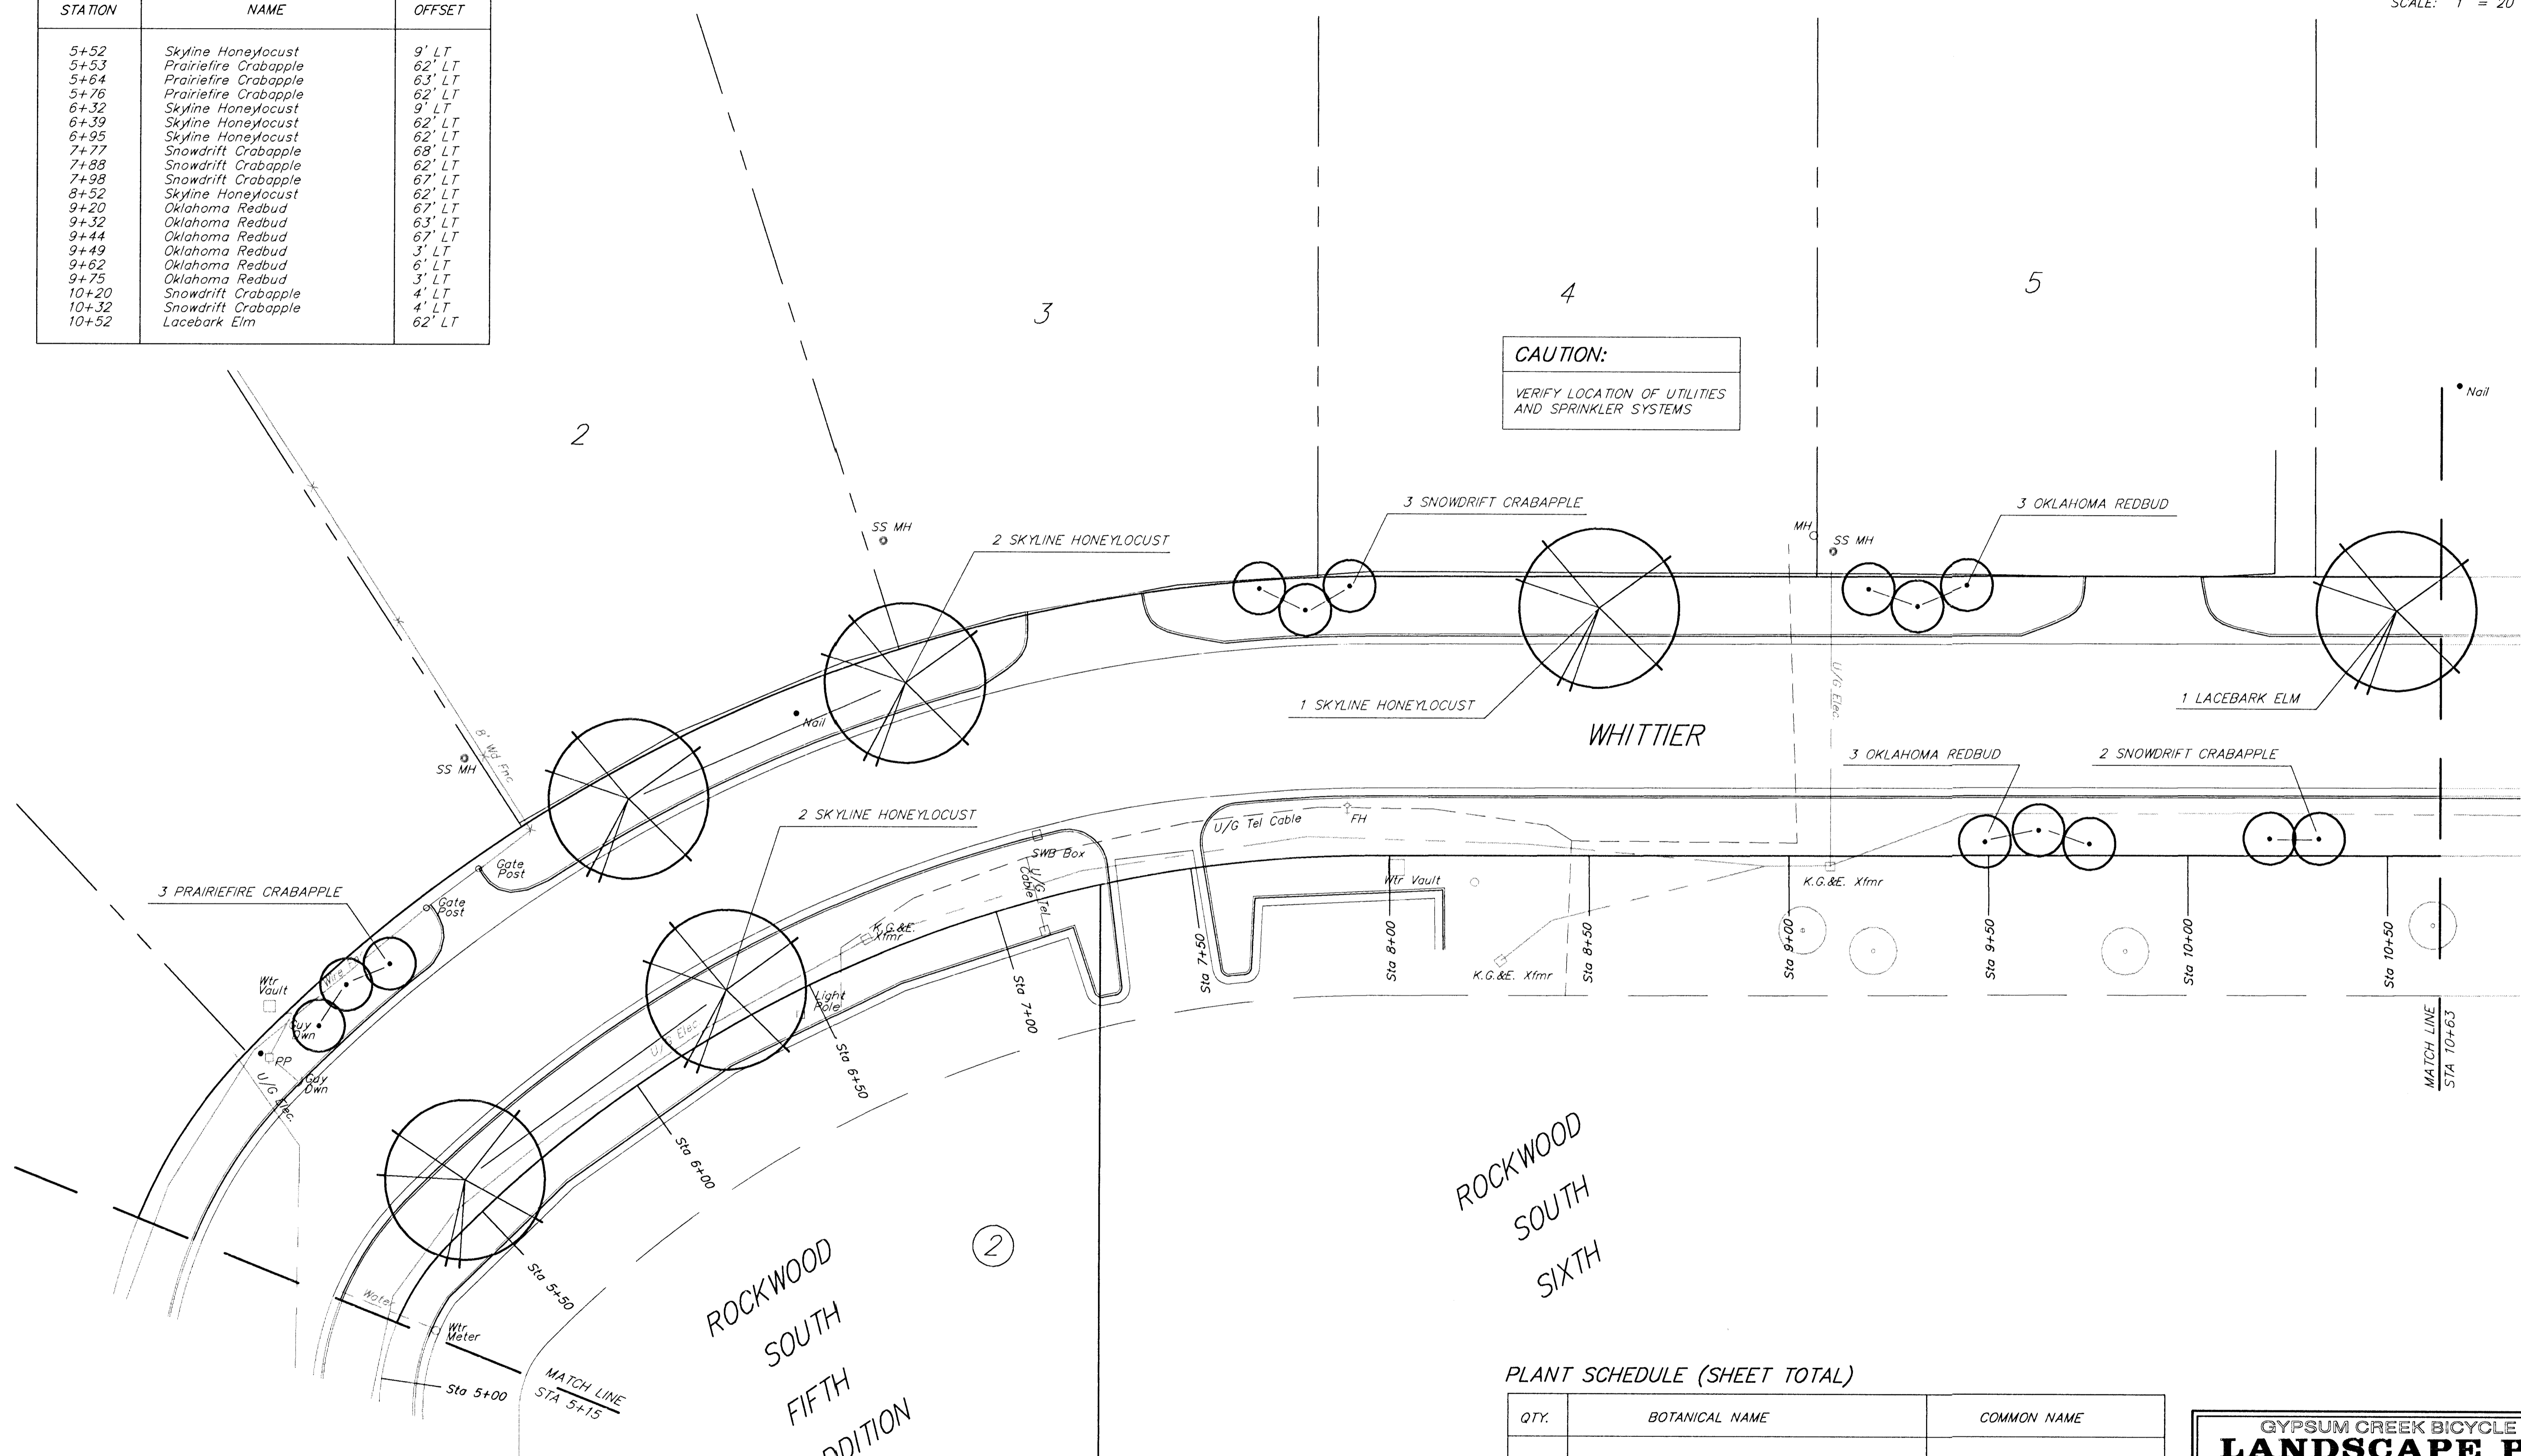 STATION NAME OFFSET
5+52 Skyline Honeylocust 9' LT
5+53 Prairiefire Crabapple 62' LT
5+64 Prairiefire Crabapple 63' LT
5+76 Prairiefire Crabapple 62' LT
6+32 Skyline Honeylocust 9' LT
6+39 Skyline Honeylocust 62' LT
6+95 Skyline Honeylocust 62' LT
7+77 Snowdrift Crabapple 68' LT
7+88 Snowdrift Crabapple 62' LT
7+98 Snowdrift Crabapple 67' LT
8+52 Skyline Honeylocust 62' LT
9+20 Oklahoma Redbud 67' LT
9+32 Oklahoma Redbud 63' LT
9+44 Oklahoma Redbud 67' LT
9+49 Oklahoma Redbud 3' LT
9+62 Oklahoma Redbud 6' LT
9+75 Oklahoma Redbud 3' LT
10+20 Snowdrift Crabapple 4' LT
10+32 Snowdrift Crabapple 4' LT
10+52 Lacebark Elm 62' LT
SCALE: 1" = 20'
2
3
4
5
CAUTION:
VERIFY LOCATION OF UTILITIES
AND SPRINKLER SYSTEMS
Nail
3 SNOWDRIFT CRABAPPLE
3 OKLAHOMA REDBUD
SS MH
2 SKYLINE HONEYLOCUST
MH
SS MH
1 SKYLINE HONEYLOCUST
1 LACEBARK ELM
U/G Elec.
WHITTIER
Nail
8' Wd Fnc
SS MH
3 OKLAHOMA REDBUD
2 SNOWDRIFT CRABAPPLE
2 SKYLINE HONEYLOCUST
U/G Tel Cable
FH
SWB Box
U/G Tel
Cable
Gate
Post
Gate
Post
3 PRAIRIEFIRE CRABAPPLE
Wtr Vault
K.G.&E. Xfmr
K.G.&E.
Xfmr
K.G.&E. Xfmr
Wtr
Vault
Guy
Dwn
PP
Guy
Dwn
U/G Elec.
Light
Pole
U/G Elec.
Sta 7+00
Sta 7+50
Sta 8+00
Sta 8+50
Sta 9+00
Sta 9+50
Sta 10+00
Sta 10+50
Sta 6+50
Sta 6+00
Sta 5+50
Sta 5+00
MATCH LINE
STA 10+63
Water
Wtr
Meter
MATCH LINE
STA 5+15
ROCKWOOD
SOUTH
FIFTH
DDITION
2
ROCKWOOD
SOUTH
SIXTH
PLANT SCHEDULE (SHEET TOTAL)
QTY. BOTANICAL NAME COMMON NAME
GYPSUM CREEK BICYCLE
LANDSCAPE P